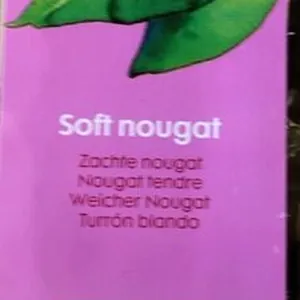 Soft nougat
Zachte nougat
Nougat tendre
Weicher Nougat
Turrón blando